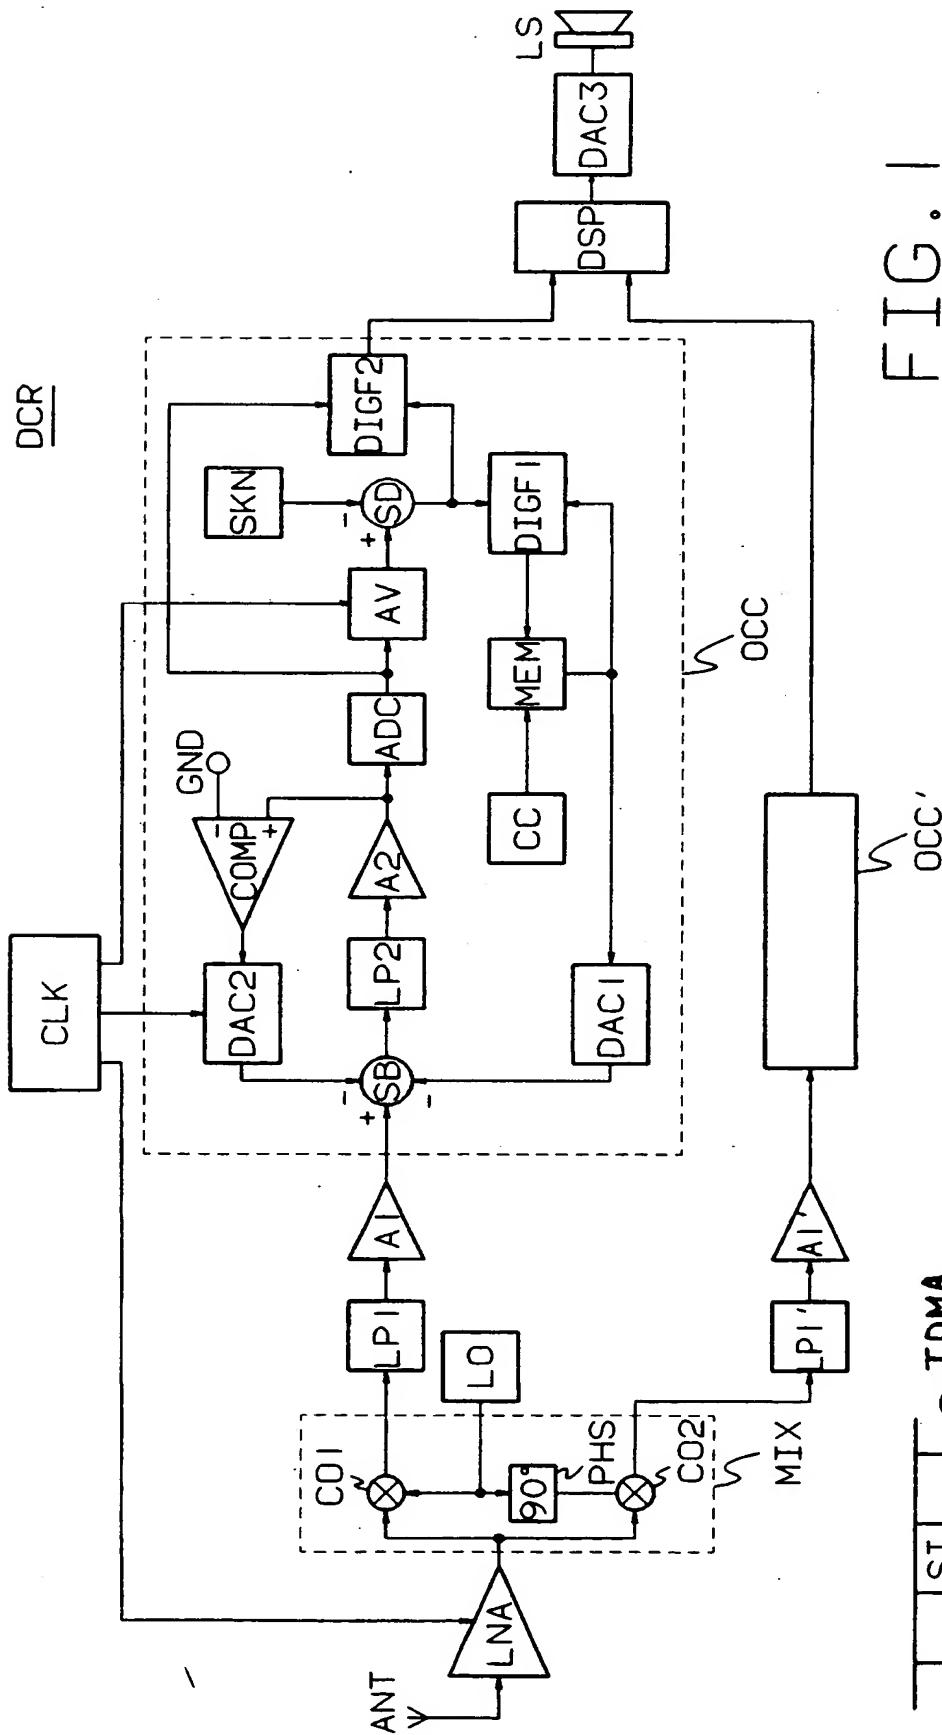 DCR
CLK
GND
COMP
DAC2
SKN
DIGF2
ANT
LNA
CO1
LP1
A1
SB
LP2
A2
ADC
AV
SD
LO
90°
PHS
CO2
MIX
DAC1
CC
MEM
DIGF1
OCC
DSP
DAC3
LS
LP1'
A1'
OCC'
FIG. 1
+
-
-
-
+
+
-
SI
TDMA